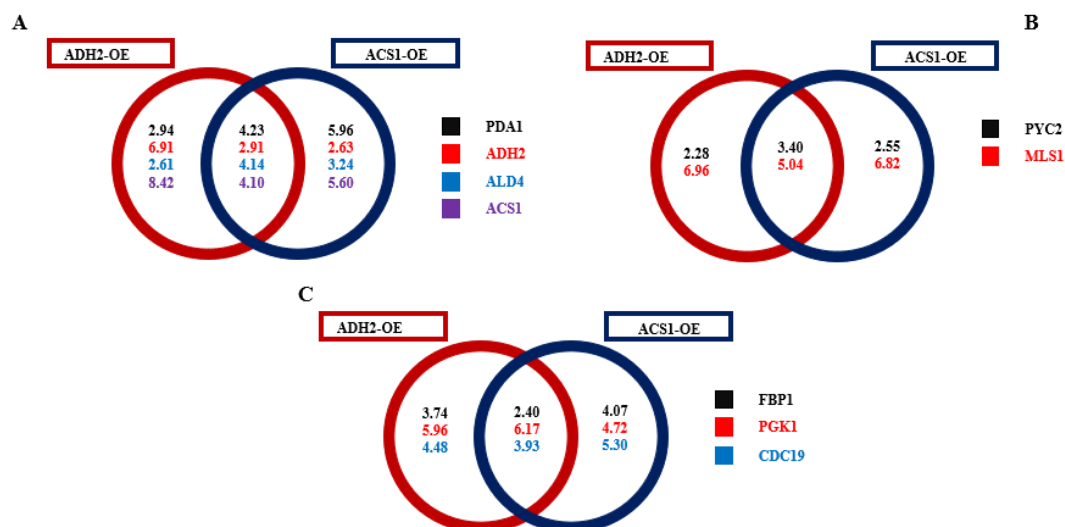 A
B
ADH2-OE
ACS1-OE
2.94 4.23 5.96
6.91 2.91 2.63
2.61 4.14 3.24
8.42 4.10 5.60
PDA1
ADH2
ALD4
ACS1
ADH2-OE
ACS1-OE
2.28 3.40 2.55
6.96 5.04 6.82
PYC2
MLS1
C
ADH2-OE
ACS1-OE
3.74 2.40 4.07
5.96 6.17 4.72
4.48 3.93 5.30
FBP1
PGK1
CDC19